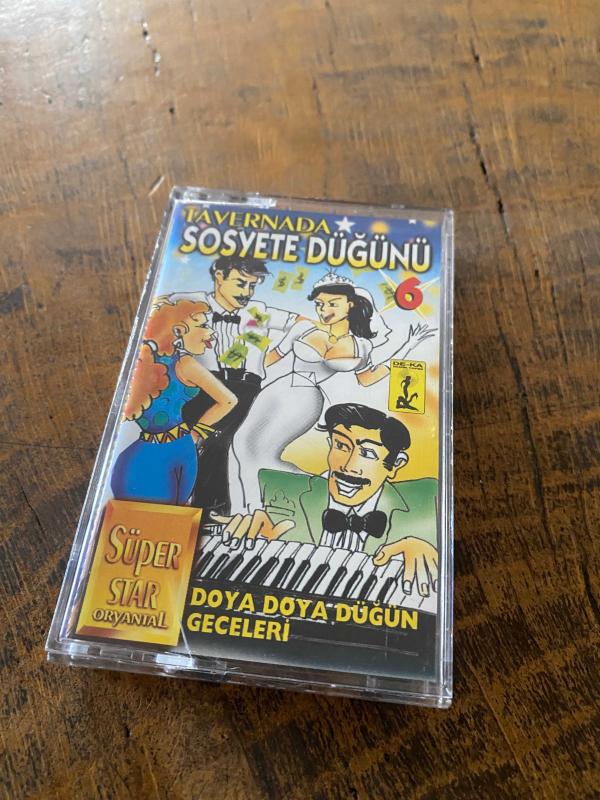 TAVERNADA
SOSYETE DÜĞÜNÜ
6
DE-KA
SÜPER
STAR
ORYANTAL
DOYA DOYA DÜĞÜN
GECELERİ